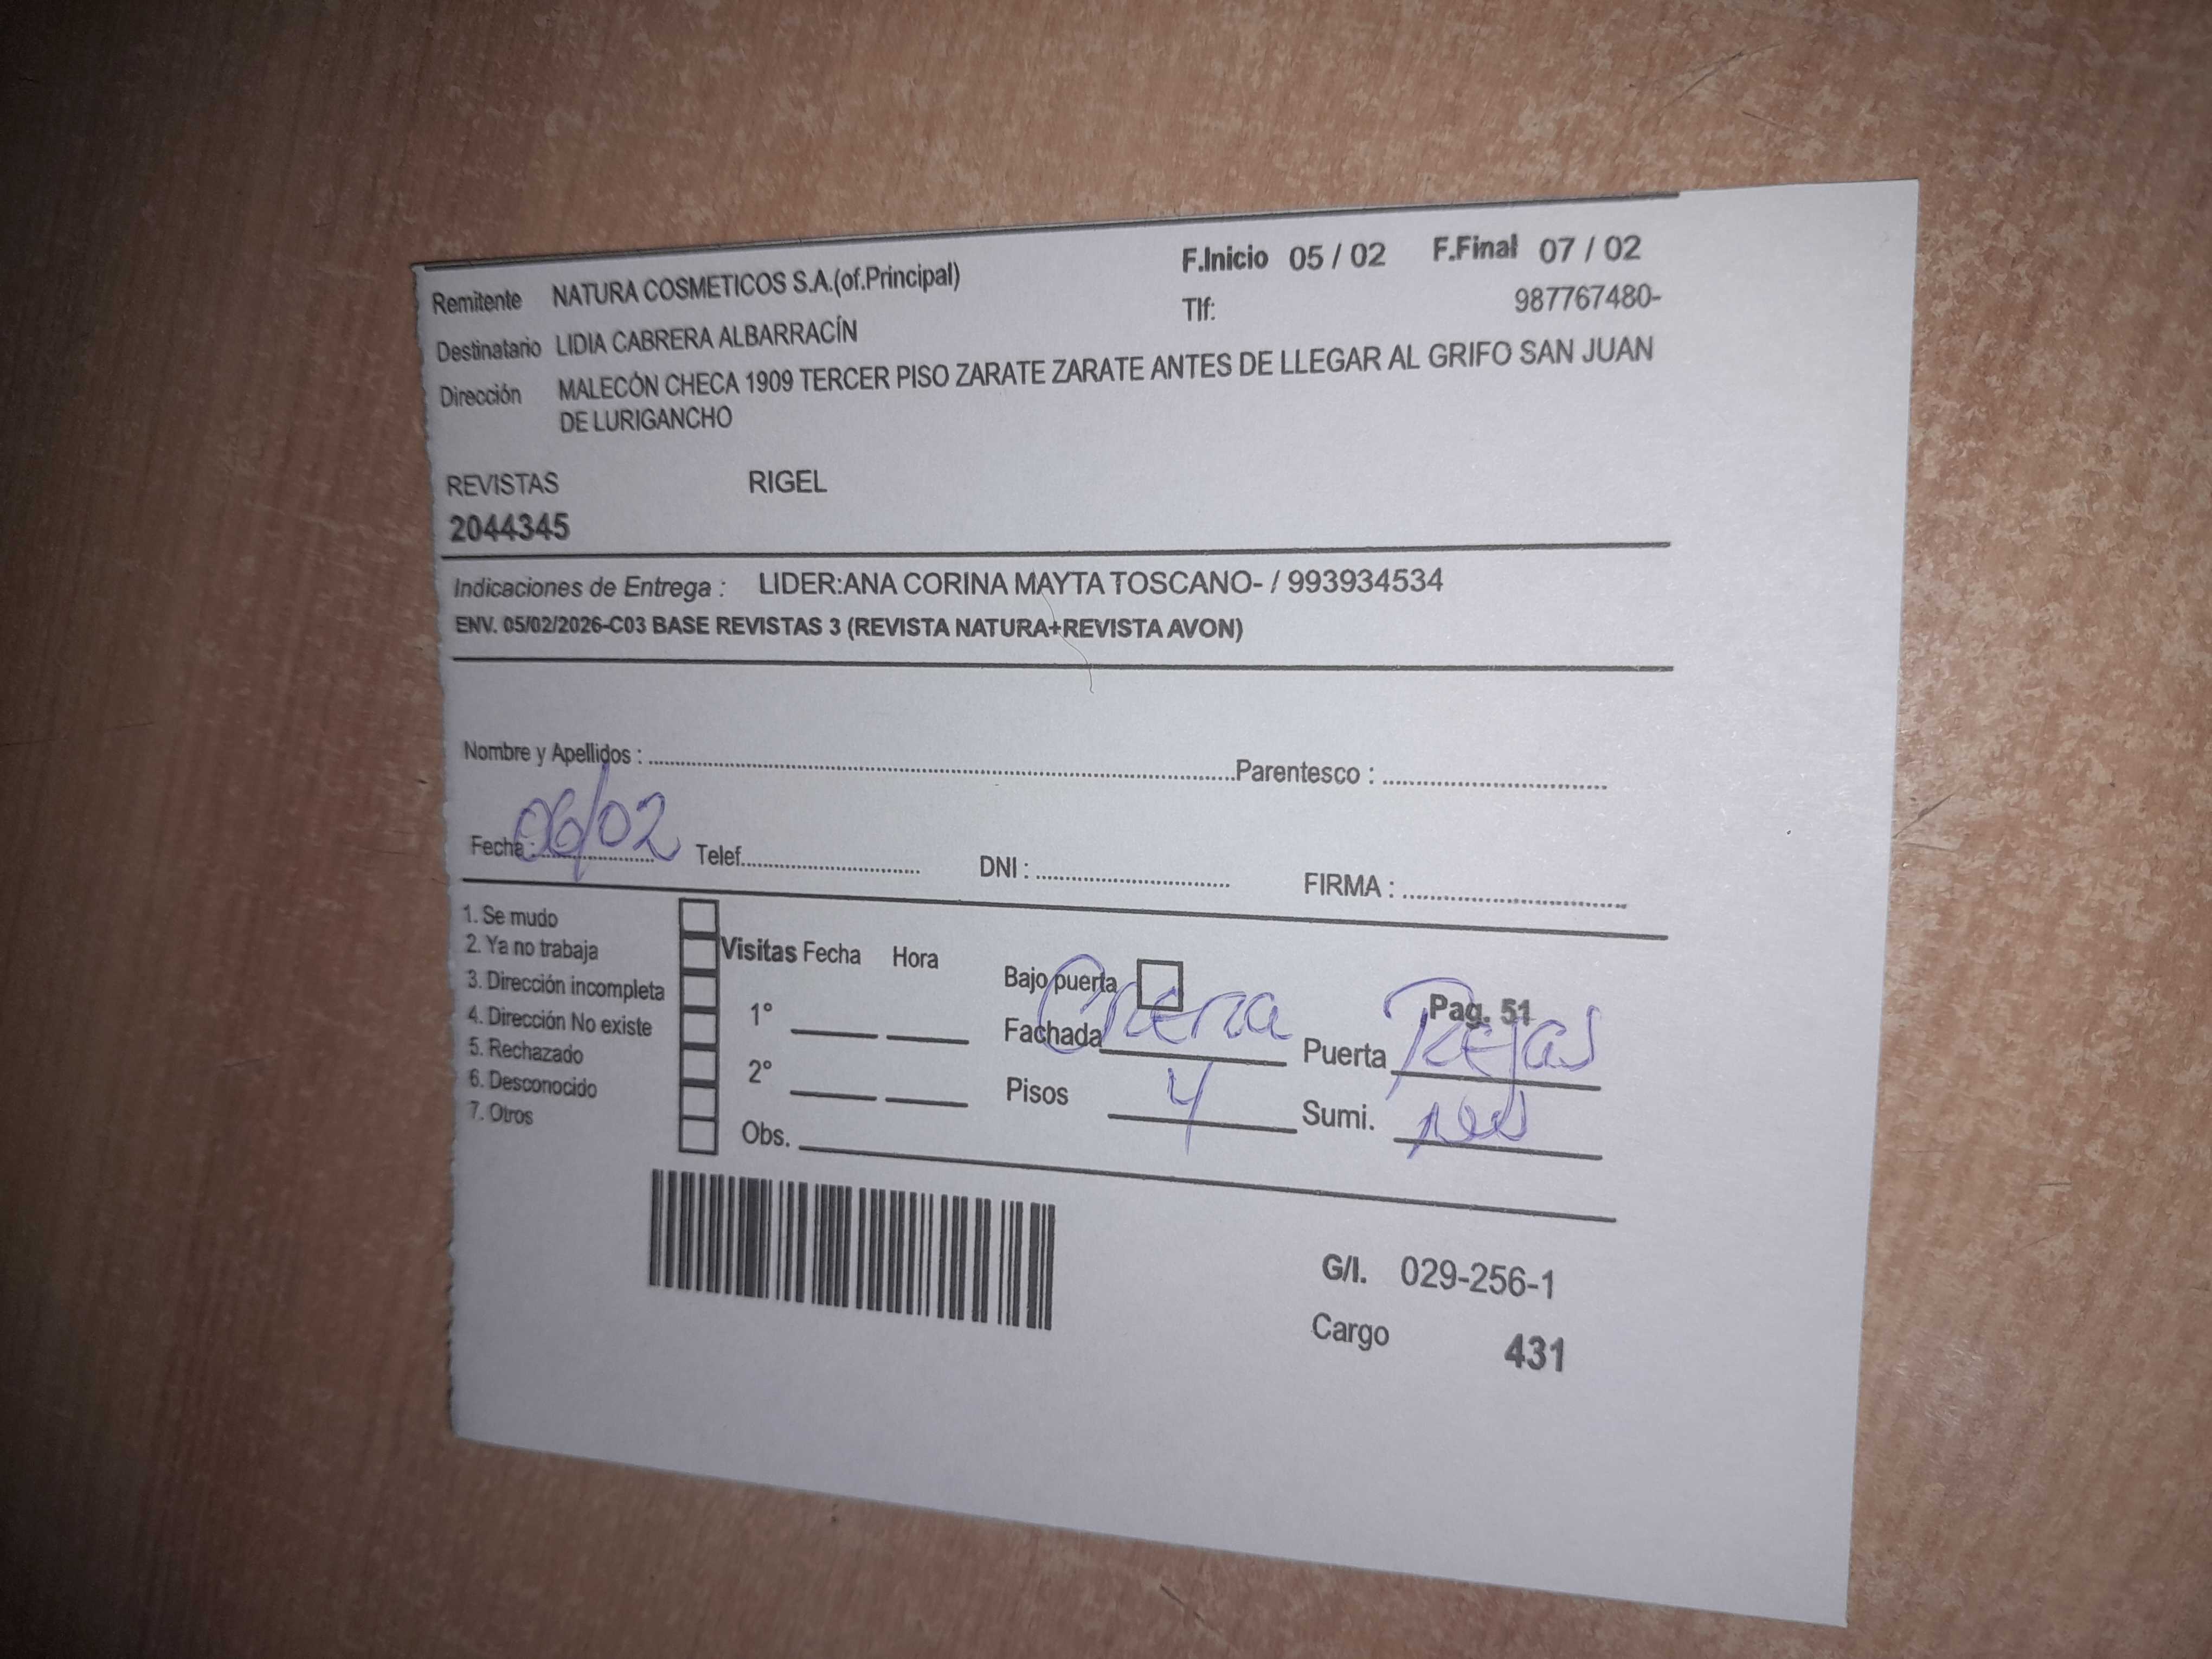 F.Inicio 05 / 02 F.Final 07 / 02
Remitente NATURA COSMETICOS S.A.(of.Principal)
Tlf: 987767480-
Destinatario LIDIA CABRERA ALBARRACÍN
Dirección MALECÓN CHECA 1909 TERCER PISO ZARATE ZARATE ANTES DE LLEGAR AL GRIFO SAN JUAN
DE LURIGANCHO
REVISTAS RIGEL
2044345
Indicaciones de Entrega : LIDER:ANA CORINA MAYTA TOSCANO- / 993934534
ENV. 05/02/2026-C03 BASE REVISTAS 3 (REVISTA NATURA+REVISTA AVON)
Nombre y Apellidos : Parentesco :
Fecha : 06/02 Telef. DNI : FIRMA :
1. Se mudo
2. Ya no trabaja
3. Dirección incompleta
4. Dirección No existe
5. Rechazado
6. Desconocido
7. Otros
Visitas Fecha Hora
1°
2°
Obs.
Bajo puerta
Pag. 51
Fachada Crema Puerta Rejas
Pisos 4 Sumi.
G/I. 029-256-1
Cargo 431